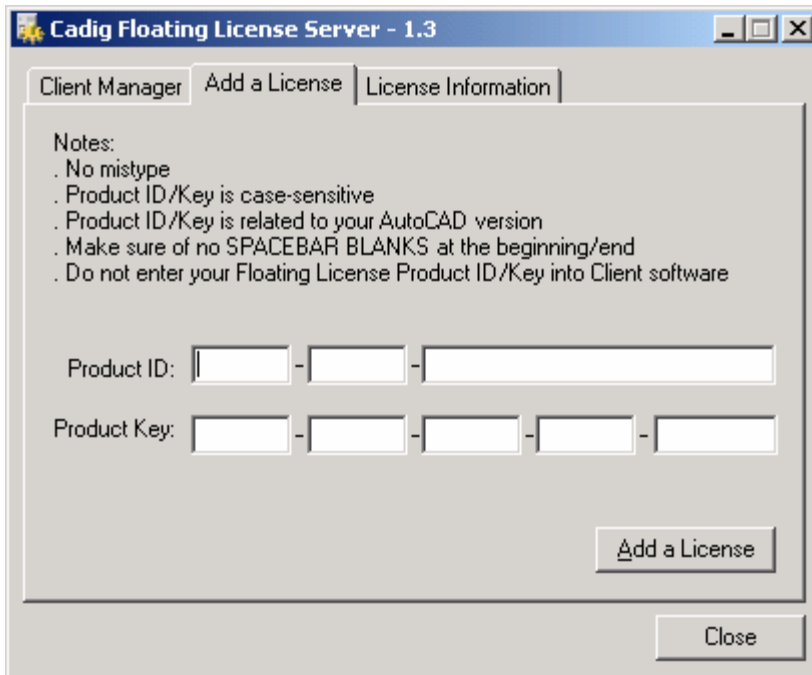 Cadig Floating License Server - 1.3
Client Manager Add a License License Information
Notes:
. No mistype
. Product ID/Key is case-sensitive
. Product ID/Key is related to your AutoCAD version
. Make sure of no SPACEBAR BLANKS at the beginning/end
. Do not enter your Floating License Product ID/Key into Client software
Product ID: - -
Product Key: - - - -
Add a License
Close